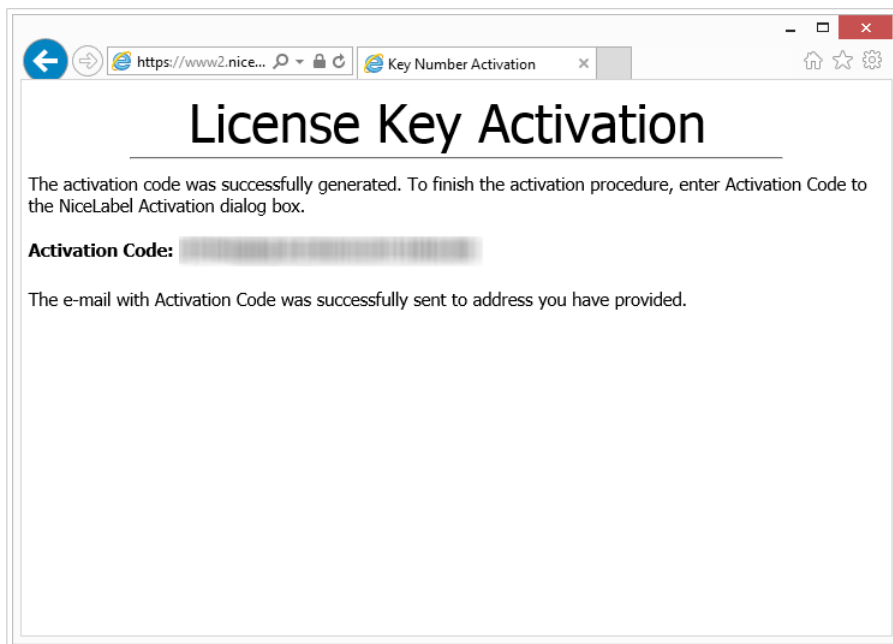 https://www2.nice...
Key Number Activation
License Key Activation
The activation code was successfully generated. To finish the activation procedure, enter Activation Code to
the NiceLabel Activation dialog box.
Activation Code:
The e-mail with Activation Code was successfully sent to address you have provided.